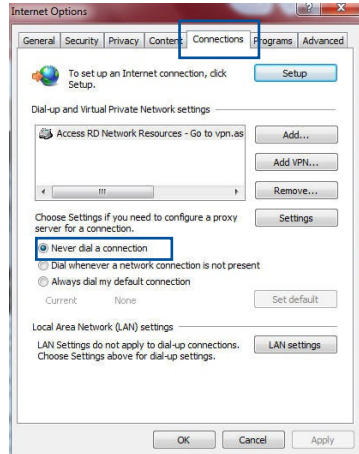 Internet Options
General Security Privacy Content Connections Programs Advanced
To set up an Internet connection, click
Setup.
Setup
Dial-up and Virtual Private Network settings
Access RD Network Resources - Go to vpn.as
Add...
Add VPN...
Remove...
Choose Settings if you need to configure a proxy
server for a connection.
Settings
Never dial a connection
Dial whenever a network connection is not present
Always dial my default connection
Current None
Set default
Local Area Network (LAN) settings
LAN Settings do not apply to dial-up connections.
Choose Settings above for dial-up settings.
LAN settings
OK Cancel Apply